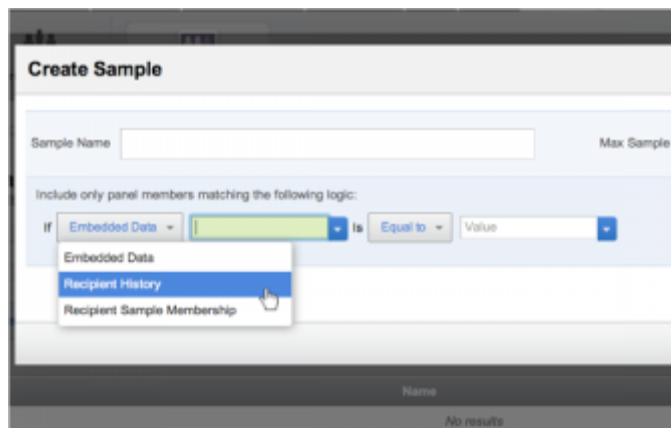 Create Sample
Sample Name
Max Sample
Include only panel members matching the following logic:
If Embedded Data Is Equal to Value
Embedded Data
Recipient History
Recipient Sample Membership
Name
No results